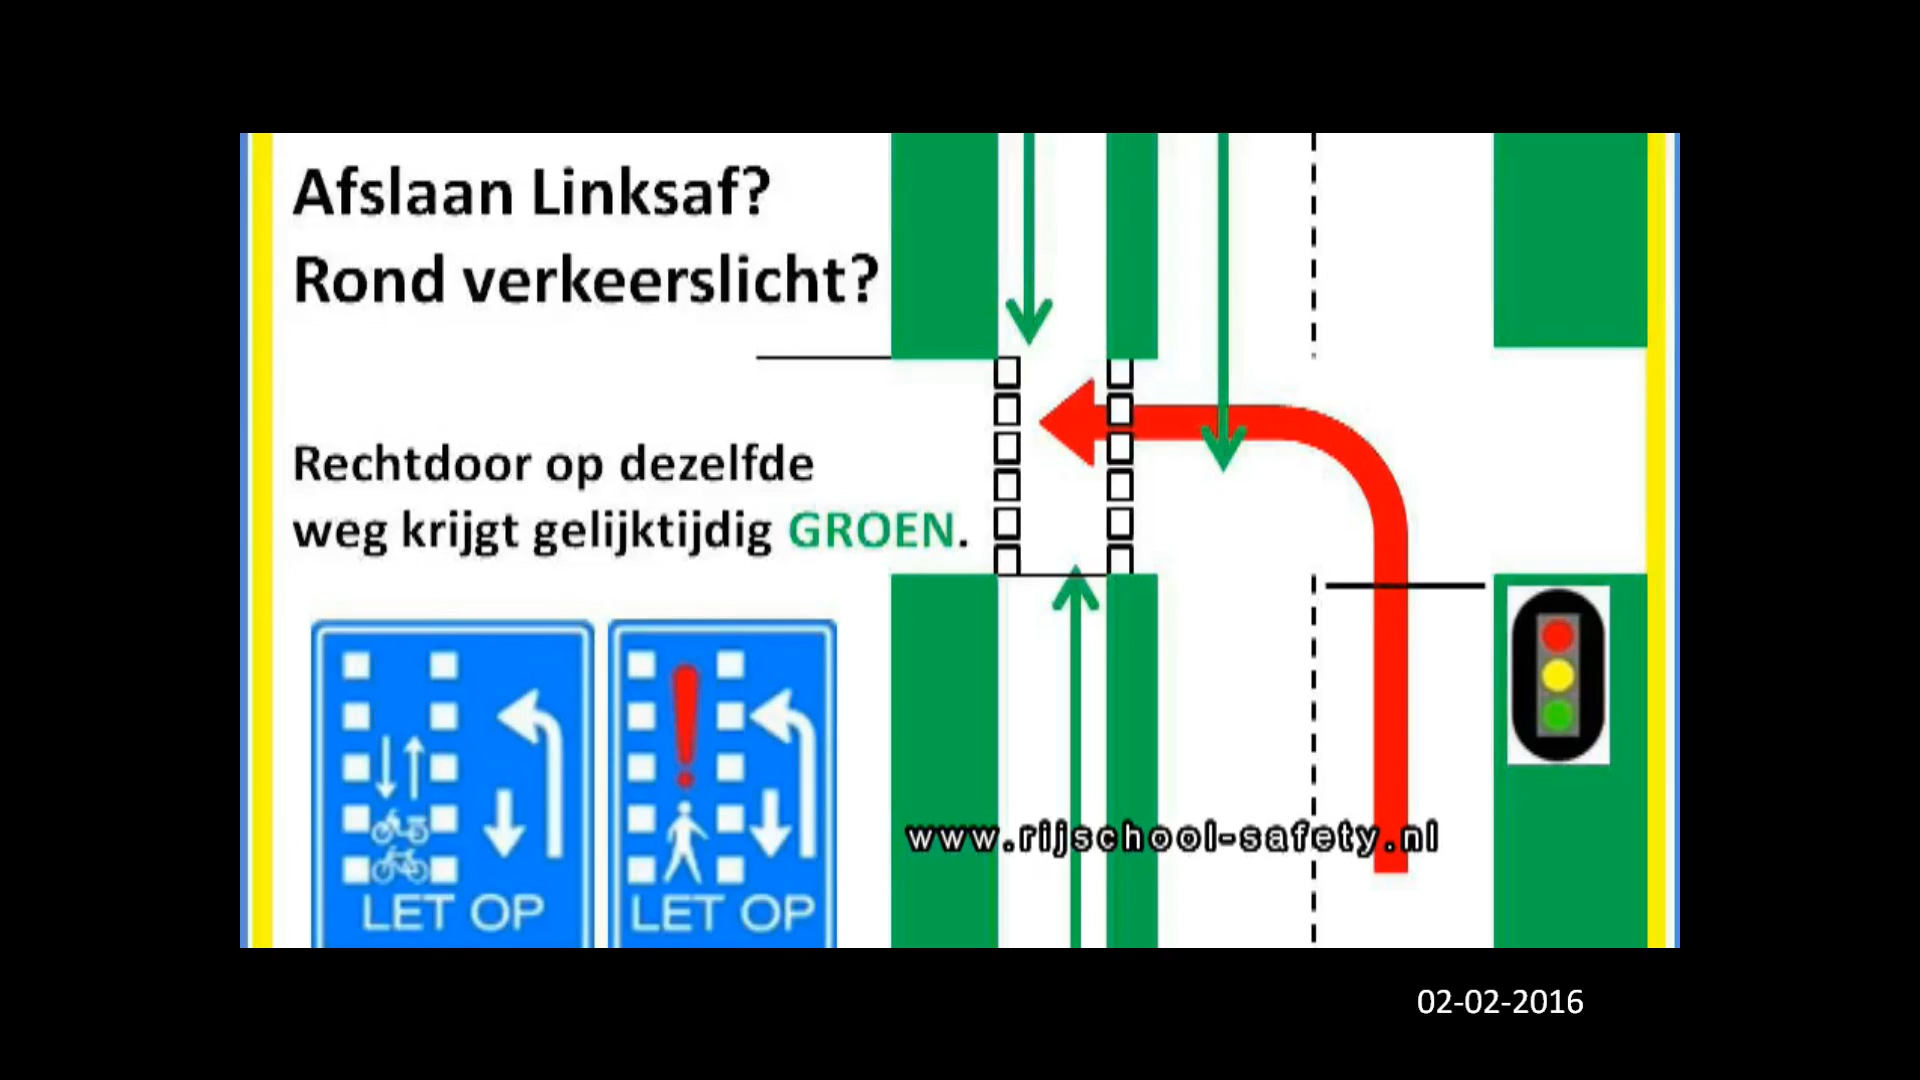 Afslaan Linksaf?
Rond verkeerslicht?
Rechtdoor op dezelfde
weg krijgt gelijktijdig GROEN.
LET OP
LET OP
www.rijschool-safety.nl
02-02-2016